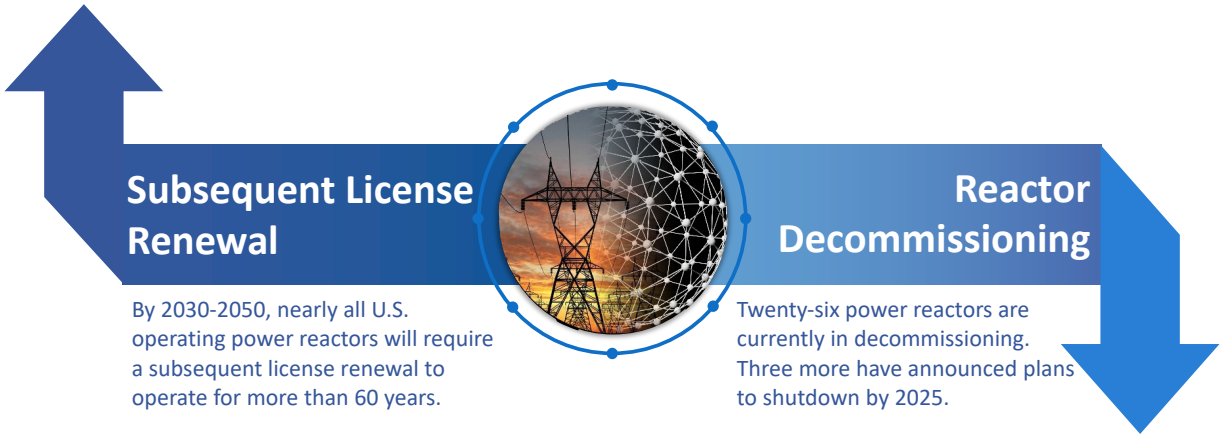 Subsequent License
Renewal
By 2030-2050, nearly all U.S.
operating power reactors will require
a subsequent license renewal to
operate for more than 60 years.
Reactor
Decommissioning
Twenty-six power reactors are
currently in decommissioning.
Three more have announced plans
to shutdown by 2025.